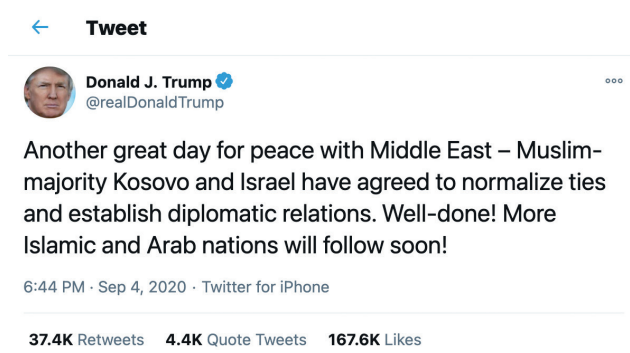 Tweet
Donald J. Trump
@realDonaldTrump
Another great day for peace with Middle East – Muslim-
majority Kosovo and Israel have agreed to normalize ties
and establish diplomatic relations. Well-done! More
Islamic and Arab nations will follow soon!
6:44 PM · Sep 4, 2020 · Twitter for iPhone
37.4K Retweets 4.4K Quote Tweets 167.6K Likes